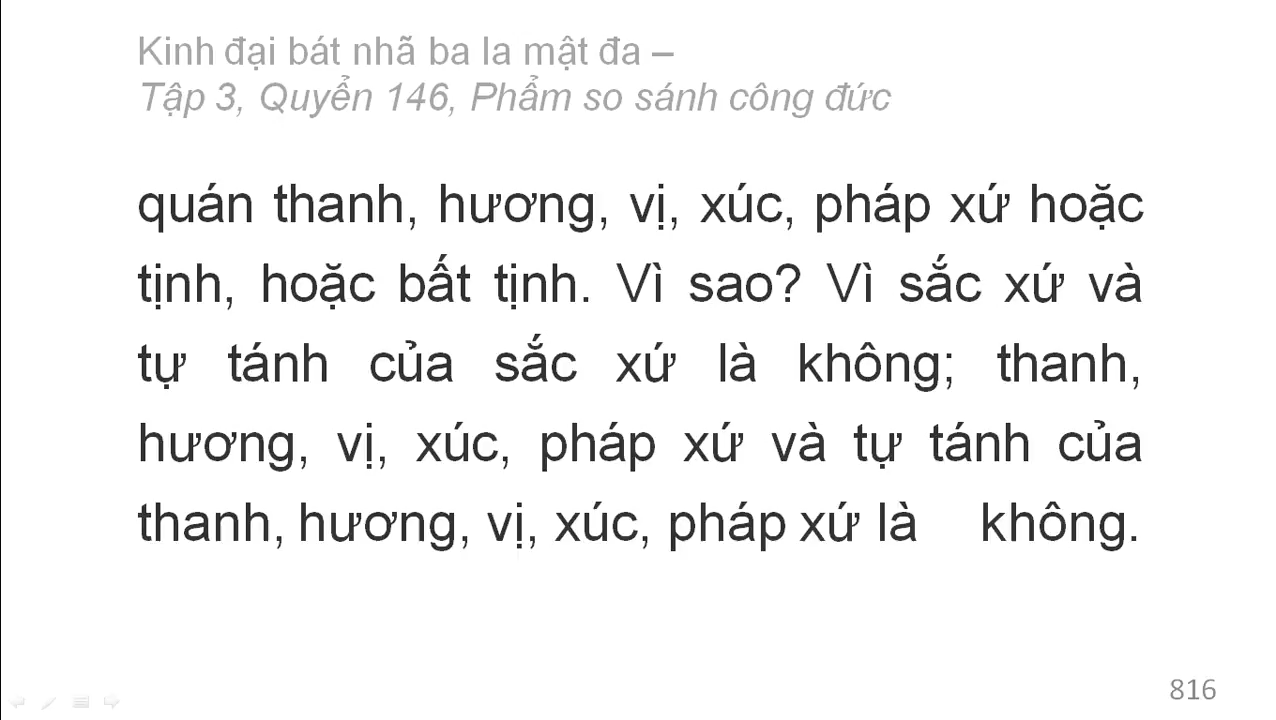 Kinh đại bát nhã ba la mật đa –
Tập 3, Quyển 146, Phẩm so sánh công đức
quán thanh, hương, vị, xúc, pháp xứ hoặc
tịnh, hoặc bất tịnh. Vì sao? Vì sắc xứ và
tự tánh của sắc xứ là không; thanh,
hương, vị, xúc, pháp xứ và tự tánh của
thanh, hương, vị, xúc, pháp xứ là không.
816